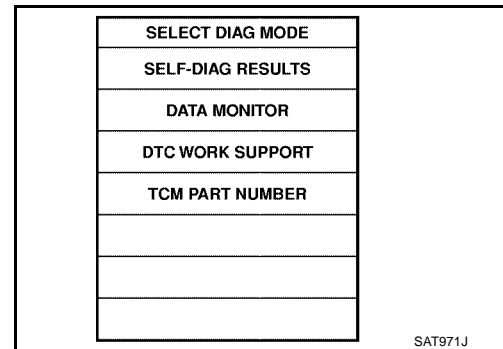 SELECT DIAG MODE
SELF-DIAG RESULTS
DATA MONITOR
DTC WORK SUPPORT
TCM PART NUMBER
SAT971J